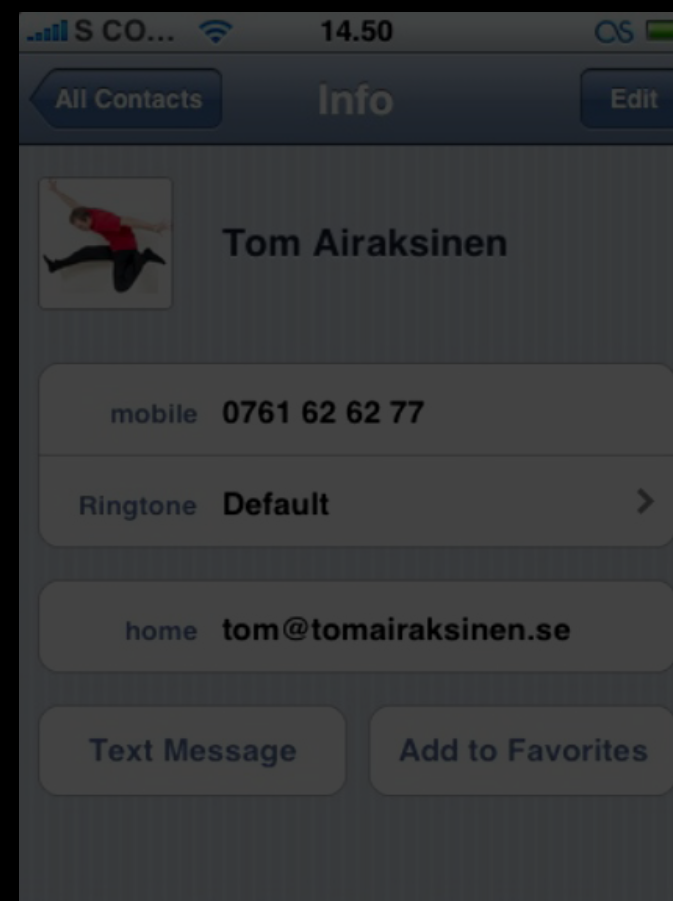 S CO... 14.50
All Contacts Info Edit
Tom Airaksinen
mobile 0761 62 62 77
Ringtone Default
home tom@tomairaksinen.se
Text Message Add to Favorites